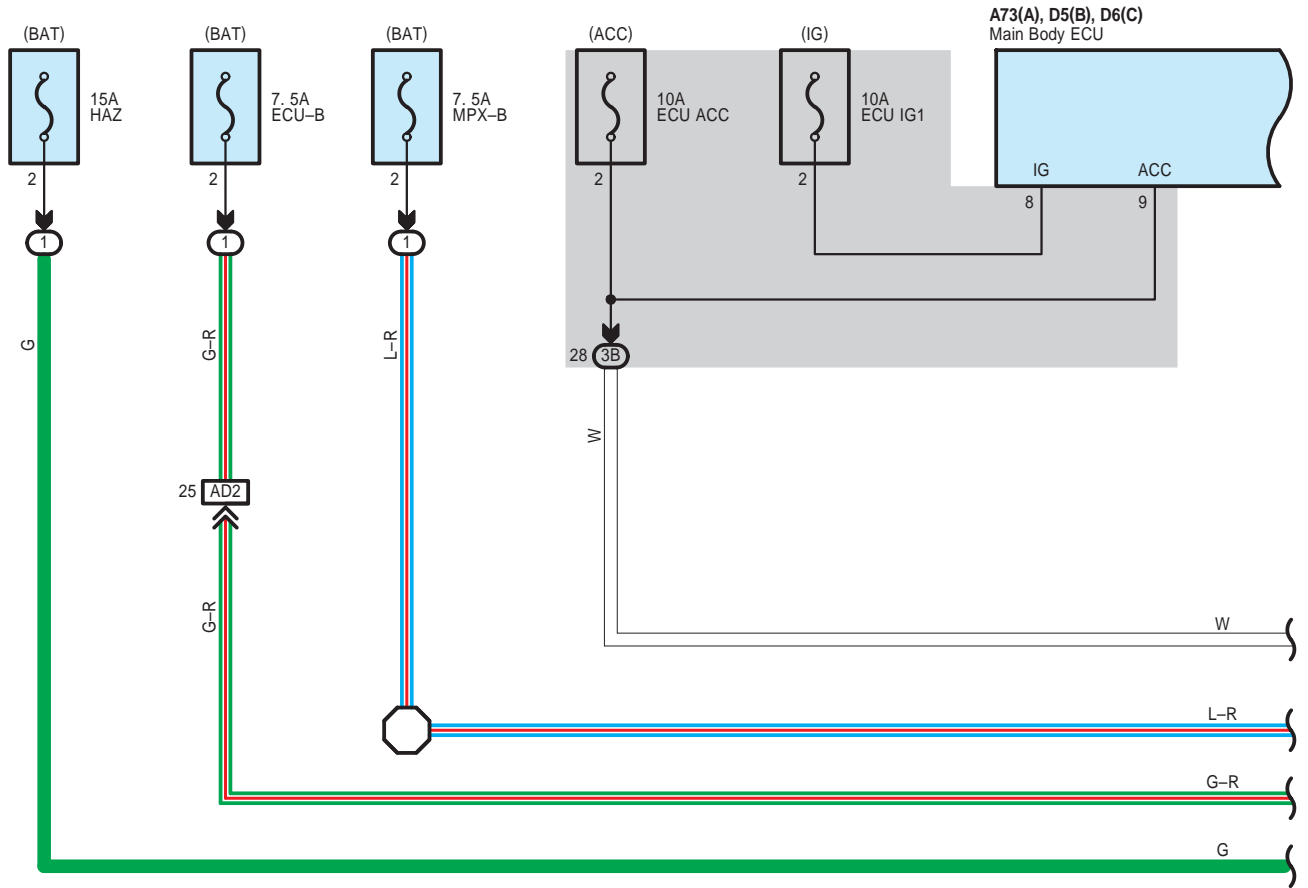 A73(A), D5(B), D6(C)
Main Body ECU
(BAT)
(BAT)
(BAT)
(ACC)
(IG)
15A
HAZ
7. 5A
ECU–B
7. 5A
MPX–B
10A
ECU ACC
10A
ECU IG1
IG
ACC
2
2
2
2
2
8
9
1
1
1
G
G–R
L–R
28
3B
W
25
AD2
G–R
W
L–R
G–R
G